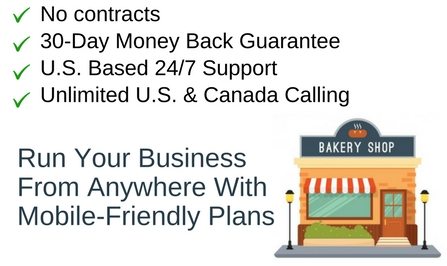 No contracts
30-Day Money Back Guarantee
U.S. Based 24/7 Support
Unlimited U.S. & Canada Calling
BAKERY SHOP
Run Your Business
From Anywhere With
Mobile-Friendly Plans